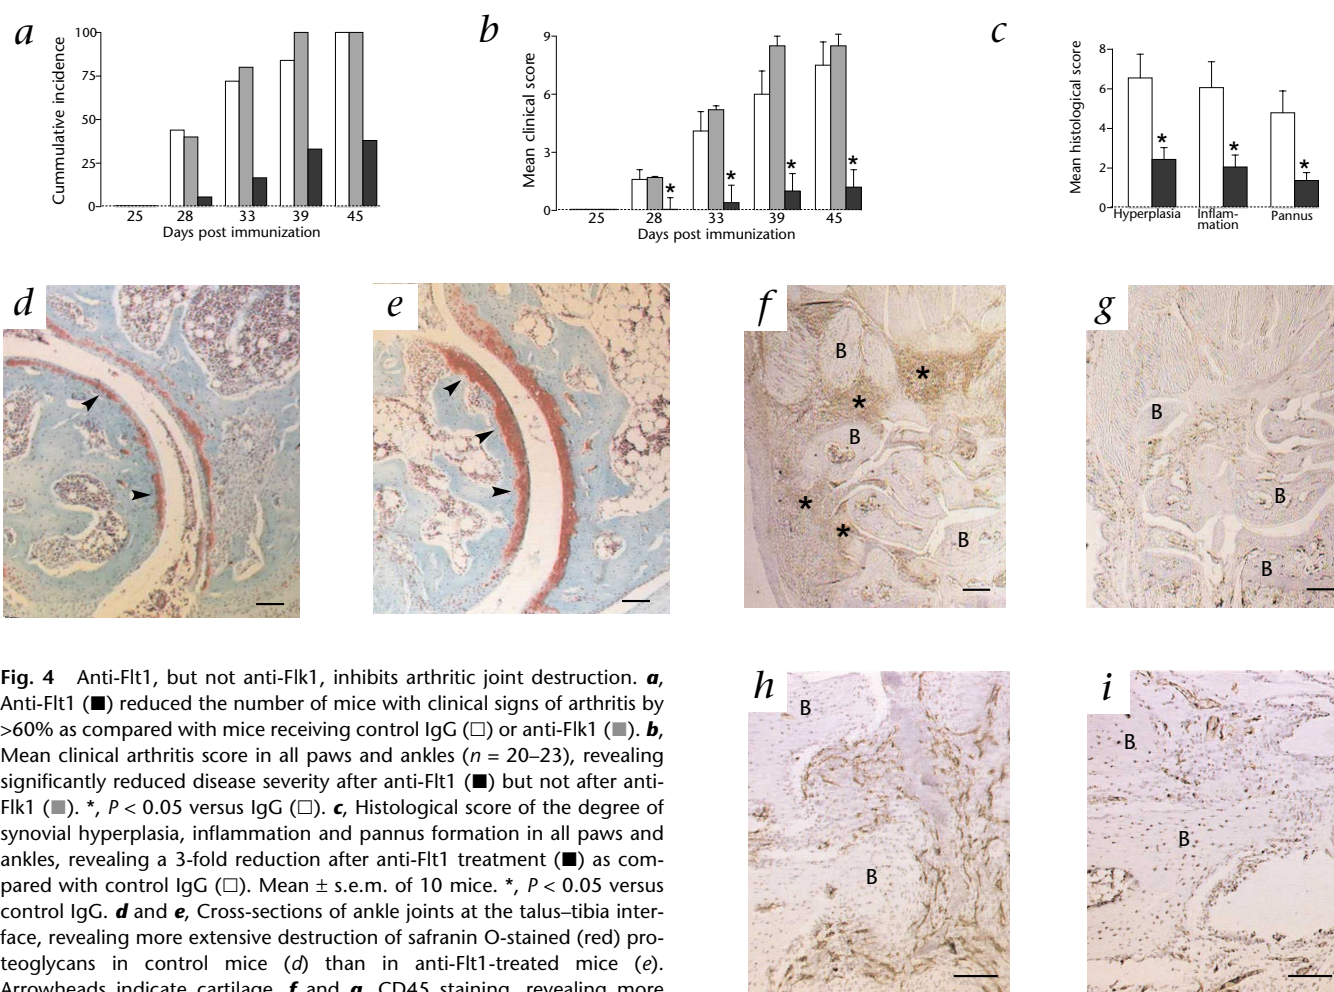 a
Cummulative incidence
100
75
50
25
0
25 28 33 39 45
Days post immunization
b
Mean clinical score
9
6
3
0
* * * *
25 28 33 39 45
Days post immunization
c
Mean histological score
8
6
4
2
0
* * *
Hyperplasia Inflam- Pannus
mation
d
e
f
B
*
*
B
*
*
B
g
B
B
B
Fig. 4 Anti-Flt1, but not anti-Flk1, inhibits arthritic joint destruction. a,
Anti-Flt1 (■) reduced the number of mice with clinical signs of arthritis by
>60% as compared with mice receiving control IgG (□) or anti-Flk1 (■). b,
Mean clinical arthritis score in all paws and ankles (n = 20–23), revealing
significantly reduced disease severity after anti-Flt1 (■) but not after anti-
Flk1 (■). *, P < 0.05 versus IgG (□). c, Histological score of the degree of
synovial hyperplasia, inflammation and pannus formation in all paws and
ankles, revealing a 3-fold reduction after anti-Flt1 treatment (■) as com-
pared with control IgG (□). Mean ± s.e.m. of 10 mice. *, P < 0.05 versus
control IgG. d and e, Cross-sections of ankle joints at the talus–tibia inter-
face, revealing more extensive destruction of safranin O-stained (red) pro-
teoglycans in control mice (d) than in anti-Flt1-treated mice (e).
Arrowheads indicate cartilage. f and g, CD45 staining, revealing more
h
B
B
i
B
B